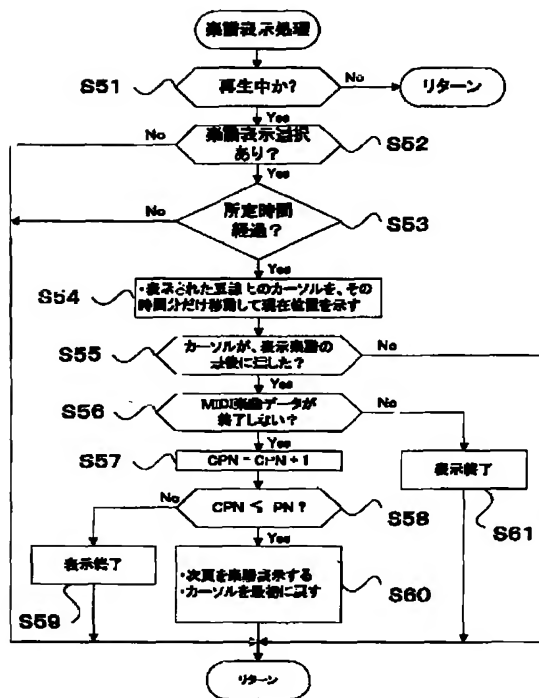 楽譜表示処理
S51
再生中か?
No
リターン
Yes
No
楽譜表示選択
あり?
S52
Yes
No
所定時間
経過?
S53
Yes
S54
・表示された五線上のカーソルを、その
時間分だけ移動して現在位置を示す
S55
カーソルが、表示楽譜の
最後に達した?
No
Yes
S56
MIDI楽曲データが
終了しない?
No
Yes
S57
CPN=CPN+1
表示終了
S61
No
CPN≦PN?
S58
Yes
表示終了
S59
・次頁を楽譜表示する
・カーソルを最初に戻す
S60
リターン